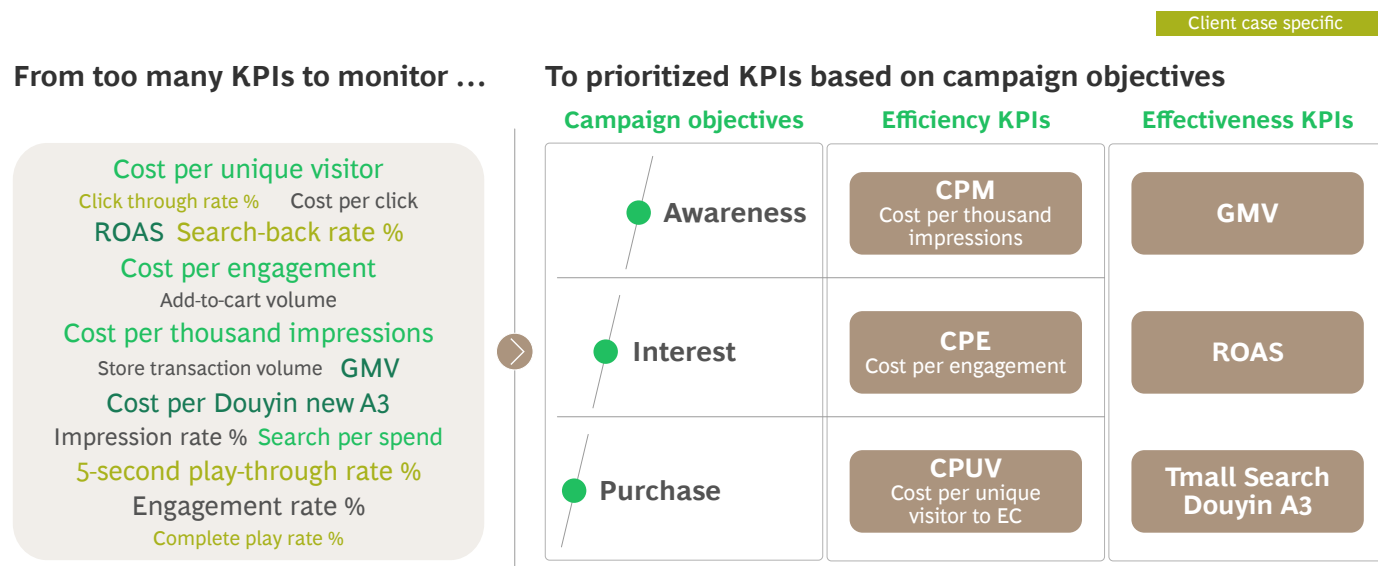 Client case specific
From too many KPIs to monitor ...
To prioritized KPIs based on campaign objectives
Cost per unique visitor
Click through rate % Cost per click
ROAS Search-back rate %
Cost per engagement
Add-to-cart volume
Cost per thousand impressions
Store transaction volume GMV
Cost per Douyin new A3
Impression rate % Search per spend
5-second play-through rate %
Engagement rate %
Complete play rate %
Campaign objectives
Efficiency KPIs
Effectiveness KPIs
Awareness
CPM
Cost per thousand
impressions
GMV
Interest
CPE
Cost per engagement
ROAS
Purchase
CPUV
Cost per unique
visitor to EC
Tmall Search
Douyin A3